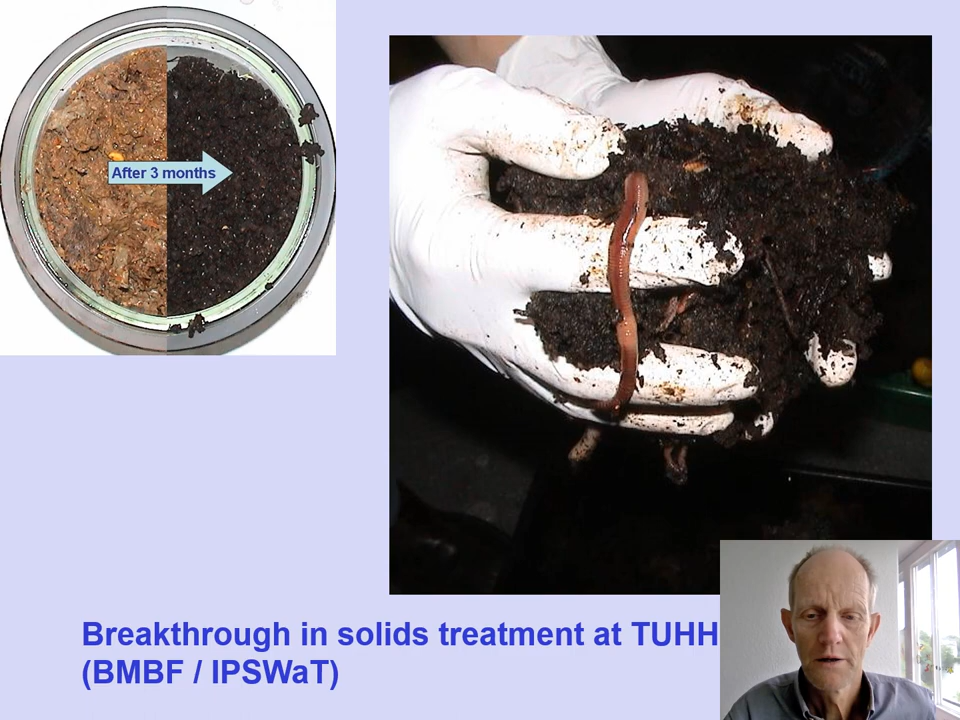 After 3 months
Breakthrough in solids treatment at TUHH
(BMBF / IPSWaT)